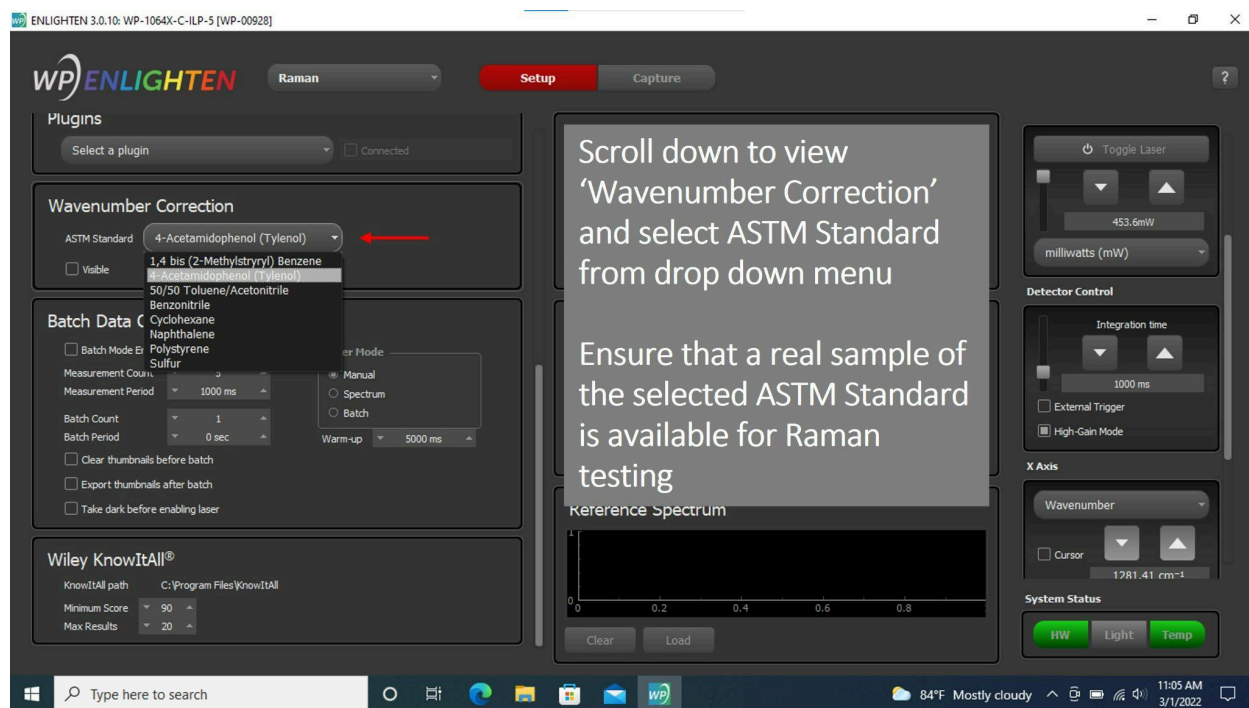 WP ENLIGHTEN 3.0.10: WP-1064X-C-ILP-5 [WP-00928]
WP ENLIGHTEN
Raman
Setup
Capture
?
Plugins
Select a plugin
Connected
Wavenumber Correction
ASTM Standard
4-Acetamidophenol (Tylenol)
Visible
1,4 bis (2-Methylstryryl) Benzene
4-Acetamidophenol (Tylenol)
50/50 Toluene/Acetonitrile
Benzonitrile
Cyclohexane
Naphthalene
Polystyrene
Sulfur
Batch Data C
Batch Mode E
er Mode
Measurement Count 5
Manual
Measurement Period 1000 ms
Spectrum
Batch
Batch Count 1
Batch Period 0 sec
Warm-up 5000 ms
Clear thumbnails before batch
Export thumbnails after batch
Take dark before enabling laser
Wiley KnowItAll®
KnowItAll path C:\Program Files\KnowItAll
Minimum Score 90
Max Results 20
Scroll down to view
‘Wavenumber Correction’
and select ASTM Standard
from drop down menu
Ensure that a real sample of
the selected ASTM Standard
is available for Raman
testing
Reference Spectrum
1
0
0 0.2 0.4 0.6 0.8
Clear Load
Toggle Laser
453.6mW
milliwatts (mW)
Detector Control
Integration time
1000 ms
External Trigger
High-Gain Mode
X Axis
Wavenumber
Cursor
1281.41 cm⁻¹
System Status
HW Light Temp
Type here to search
WP
84°F Mostly cloudy
11:05 AM
3/1/2022